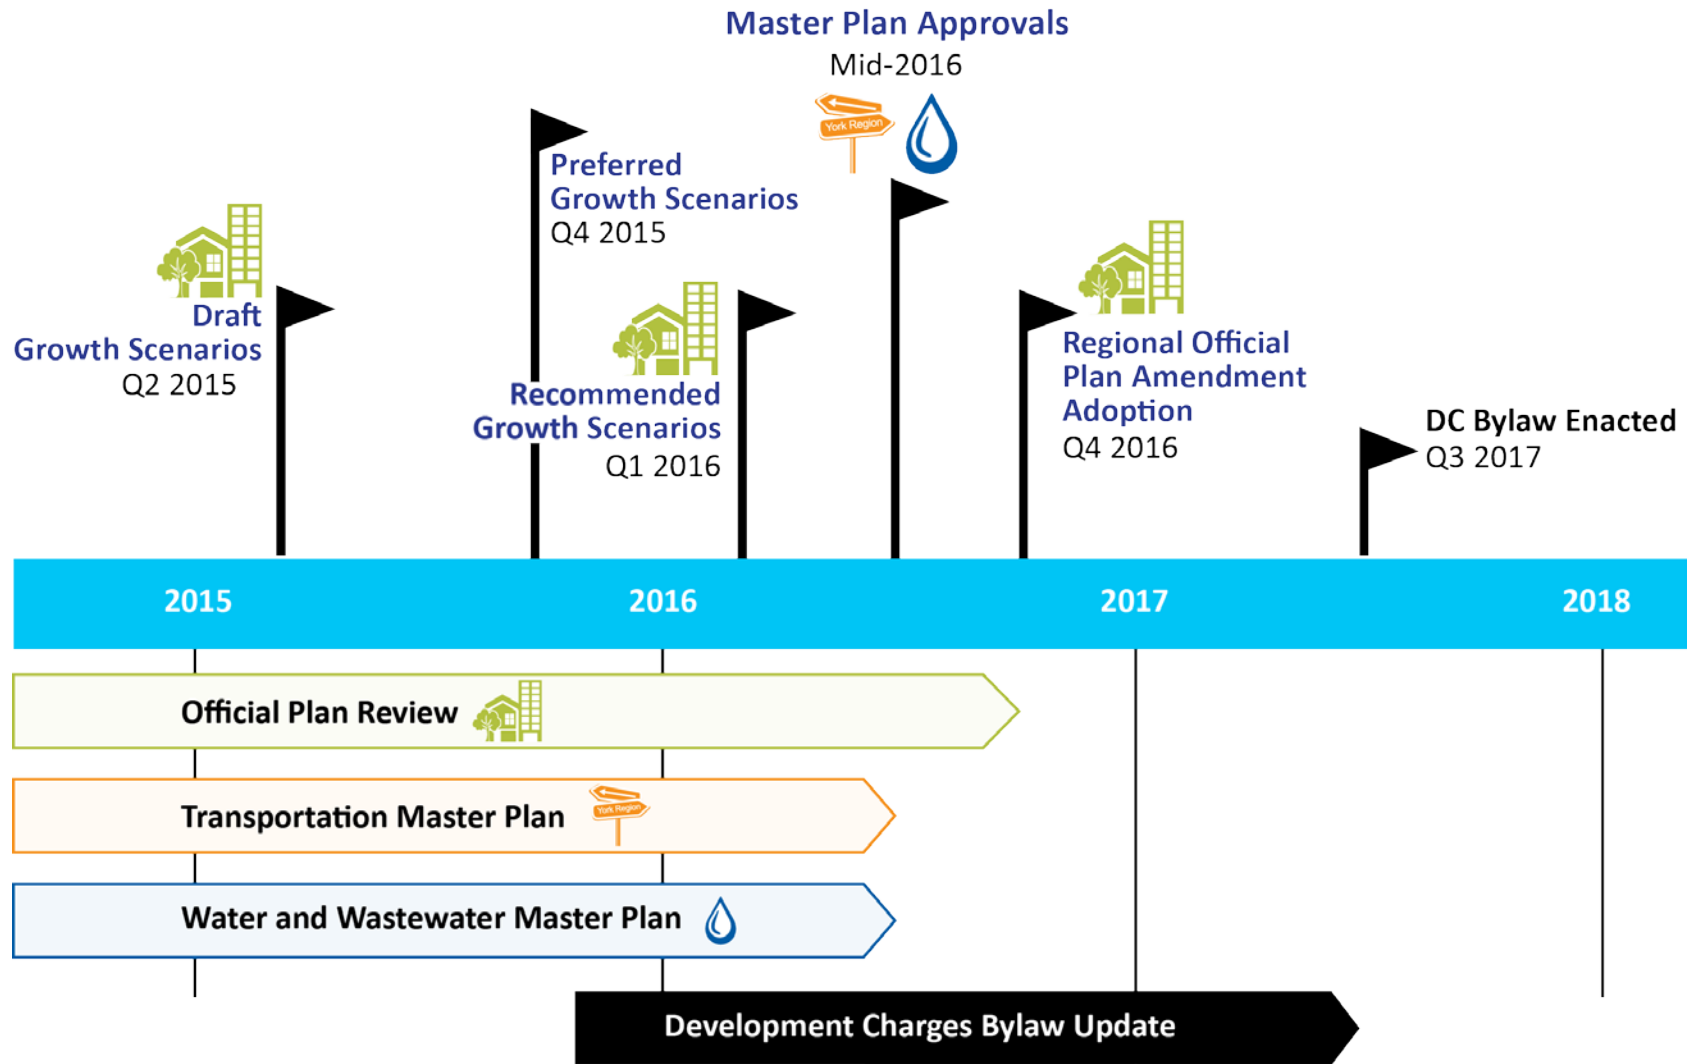 Master Plan Approvals
Mid-2016
York Region
Preferred
Growth Scenarios
Q4 2015
Draft
Growth Scenarios
Q2 2015
Recommended
Growth Scenarios
Q1 2016
Regional Official
Plan Amendment
Adoption
Q4 2016
DC Bylaw Enacted
Q3 2017
2015
2016
2017
2018
Official Plan Review
Transportation Master Plan
York Region
Water and Wastewater Master Plan
Development Charges Bylaw Update